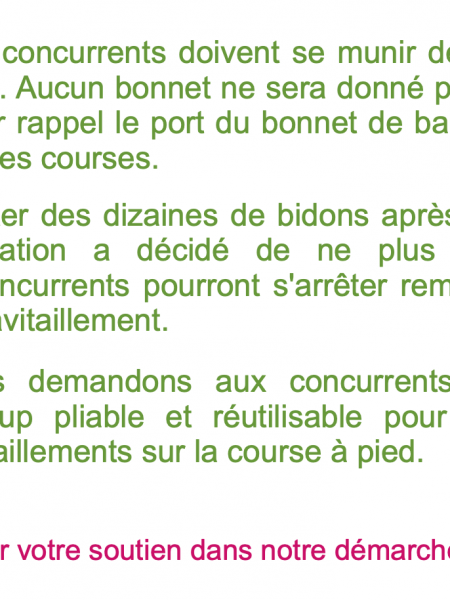 concurrents doivent se munir de
. Aucun bonnet ne sera donné p
r rappel le port du bonnet de ba
es courses.
er des dizaines de bidons après
ation a décidé de ne plus
ncurrents pourront s'arrêter rem
avitaillement.
s demandons aux concurrents
up pliable et réutilisable pour
aillements sur la course à pied.
r votre soutien dans notre démarche